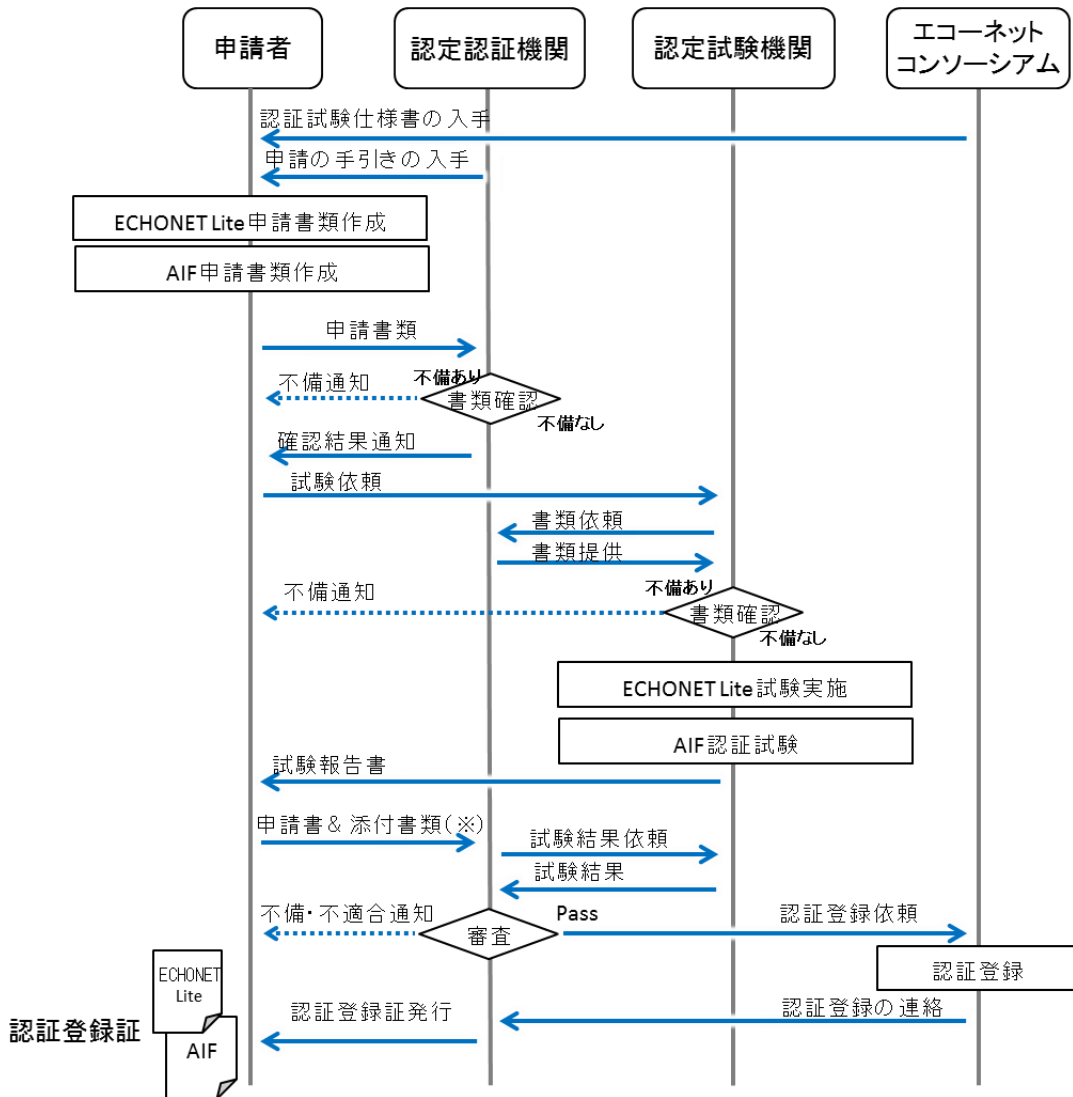 申請者
認定認証機関
認定試験機関
エコーネット
コンソーシアム
認証試験仕様書の入手
申請の手引きの入手
ECHONET Lite申請書類作成
AIF申請書類作成
申請書類
不備通知
不備あり
書類確認
不備なし
確認結果通知
試験依頼
書類依頼
書類提供
不備通知
不備あり
書類確認
不備なし
ECHONET Lite試験実施
AIF認証試験
試験報告書
申請書& 添付書類(※)
試験結果依頼
試験結果
不備・不適合通知
審査
Pass
認証登録依頼
認証登録
認証登録の連絡
認証登録証発行
認証登録証
ECHONET
Lite
AIF